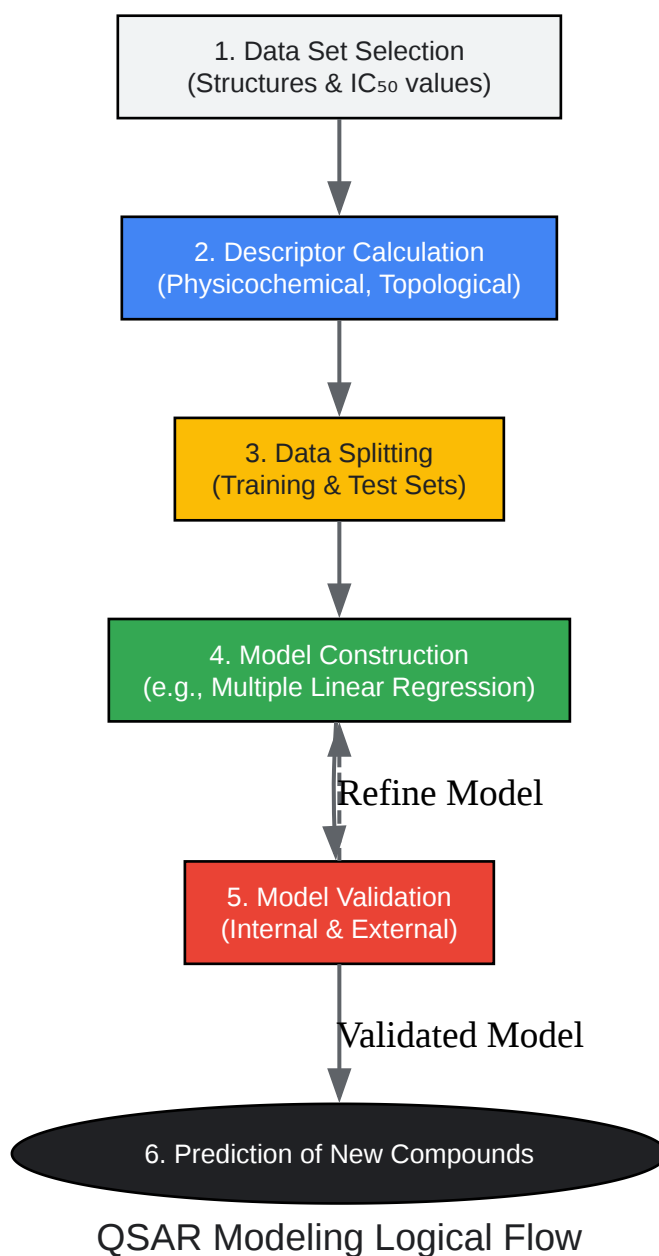 1. Data Set Selection
(Structures & IC₅₀ values)
2. Descriptor Calculation
(Physicochemical, Topological)
3. Data Splitting
(Training & Test Sets)
4. Model Construction
(e.g., Multiple Linear Regression)
Refine Model
5. Model Validation
(Internal & External)
Validated Model
6. Prediction of New Compounds
QSAR Modeling Logical Flow